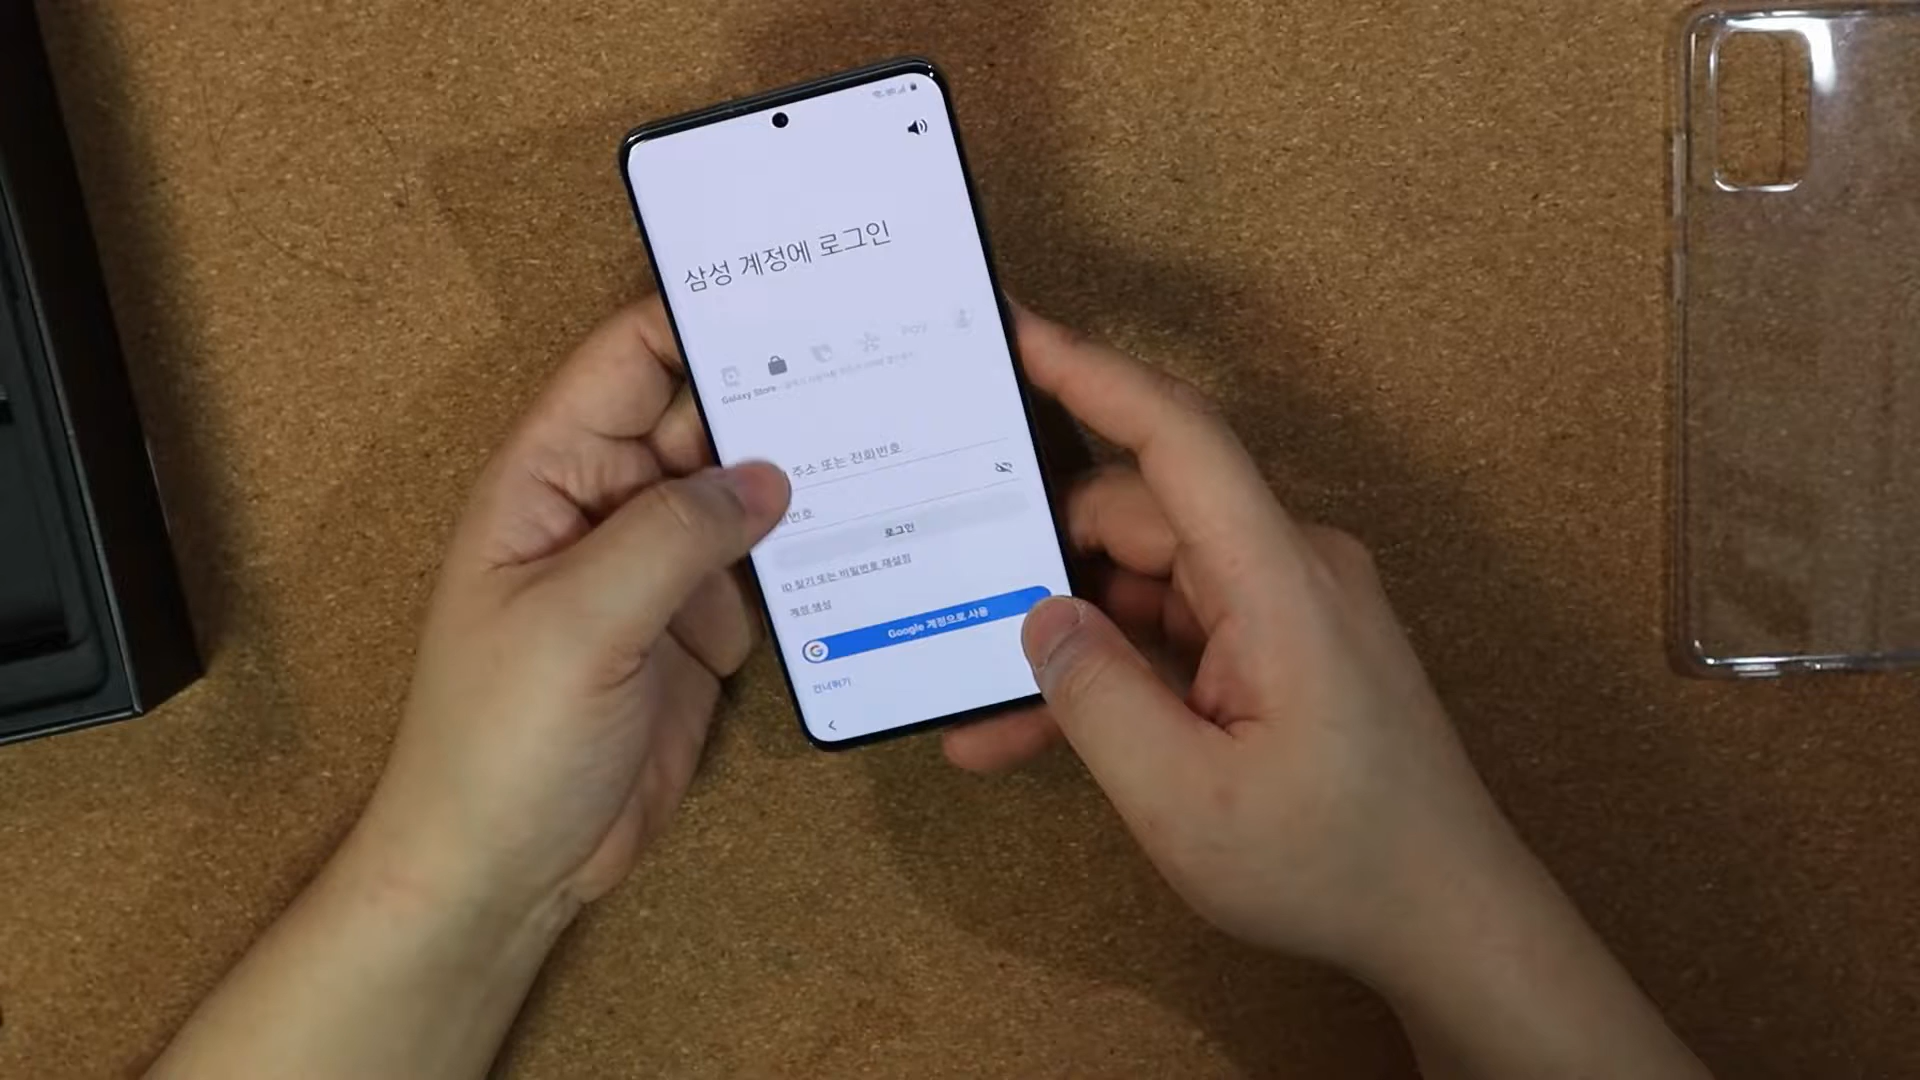 삼성 계정에 로그인
Galaxy Store
주소 또는 전화번호
번호
로그인
ID 찾기 또는 비밀번호 재설정
계정 생성
Google 계정으로 사용
건너뛰기